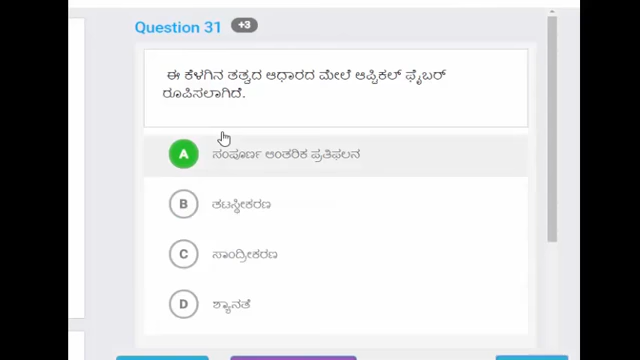 Question 31 +3
ಈ ಕೆಳಗಿನ ತತ್ವದ ಆಧಾರದ ಮೇಲೆ ಆಪ್ಟಿಕಲ್ ಫೈಬರ್
ರೂಪಿಸಲಾಗಿದೆ.
A ಸಂಪೂರ್ಣ ಆಂತರಿಕ ಪ್ರತಿಫಲನ
B ತಟಸ್ಥೀಕರಣ
C ಸಾಂದ್ರೀಕರಣ
D ಶ್ಯಾನತೆ